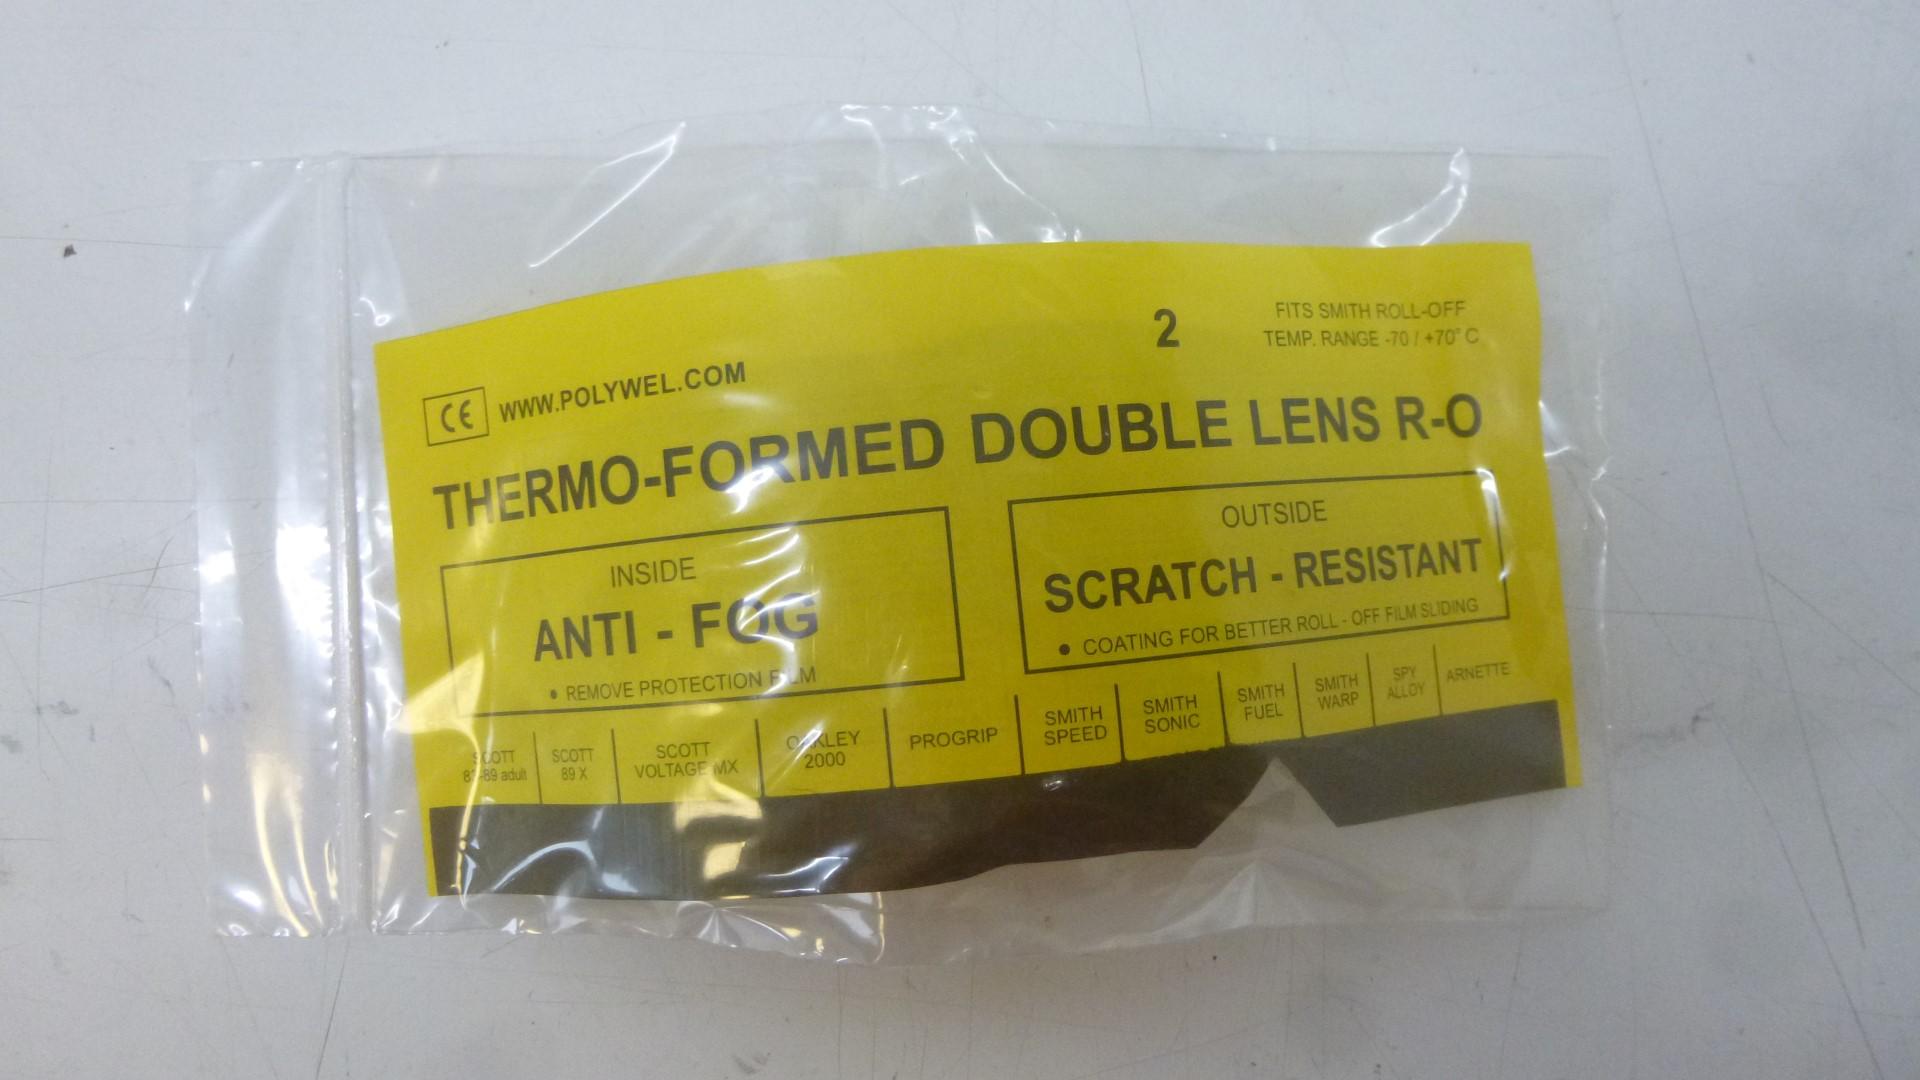 CE WWW.POLYWEL.COM
2
FITS SMITH ROLL-OFF
TEMP. RANGE -70 / +70° C
THERMO-FORMED DOUBLE LENS R-O
INSIDE
ANTI - FOG
• REMOVE PROTECTION FILM
OUTSIDE
SCRATCH - RESISTANT
• COATING FOR BETTER ROLL - OFF FILM SLIDING
SCOTT
adult
SCOTT
89 X
SCOTT
VOLTAGE MX
OAKLEY
2000
PROGRIP
SMITH
SPEED
SMITH
SONIC
SMITH
FUEL
SMITH
WARP
SPY
ALLOY
ARNETTE